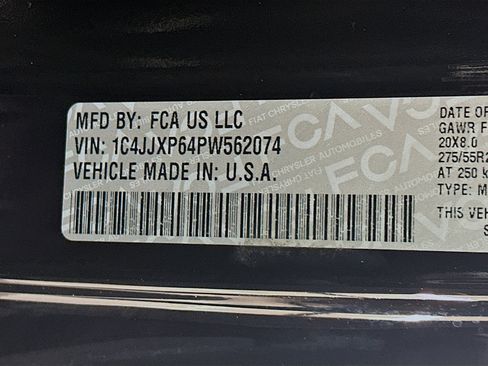 MFD BY: FCA US LLC
VIN: 1C4JJXP64PW562074
VEHICLE MADE IN: U.S.A.
DATE OF
GAWR F
20X8.0
275/55R2
AT 250 k
TYPE: M
THIS VEH
S